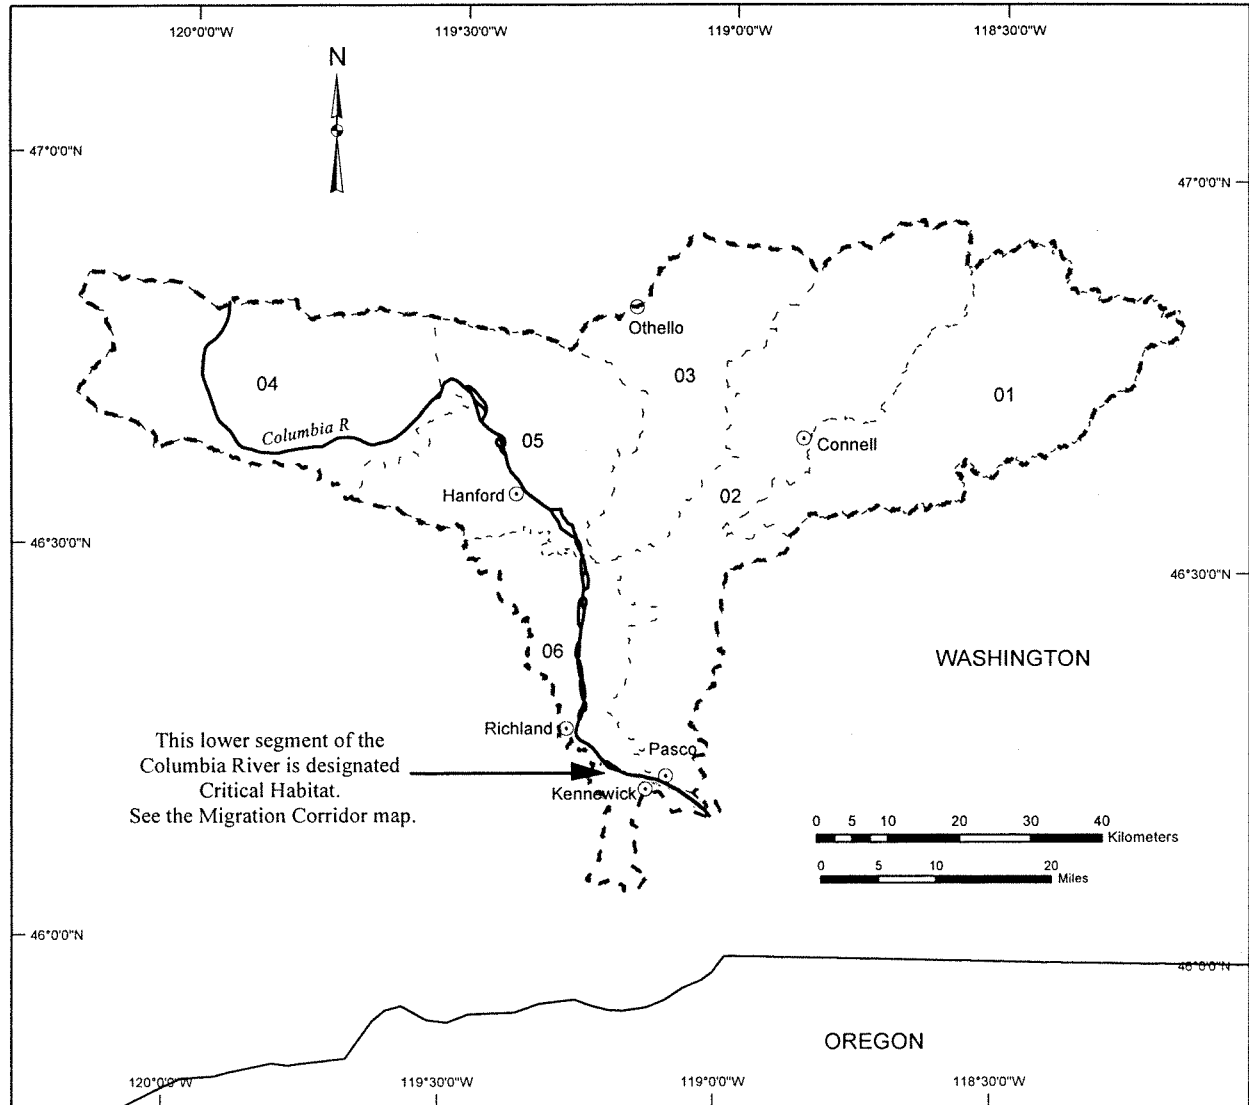 120°0'0"W
119°30'0"W
119°0'0"W
118°30'0"W
N
47°0'0"N
47°0'0"N
Othello
03
04
01
Columbia R
05
Connell
Hanford
02
46°30'0"N
46°30'0"N
06
WASHINGTON
Richland
This lower segment of the
Columbia River is designated
Critical Habitat.
See the Migration Corridor map.
Pasco
Kennewick
0 5 10 20 30 40
Kilometers
0 5 10 20
Miles
46°0'0"N
46°0'0"N
OREGON
120°0'0"W
119°30'0"W
119°0'0"W
118°30'0"W